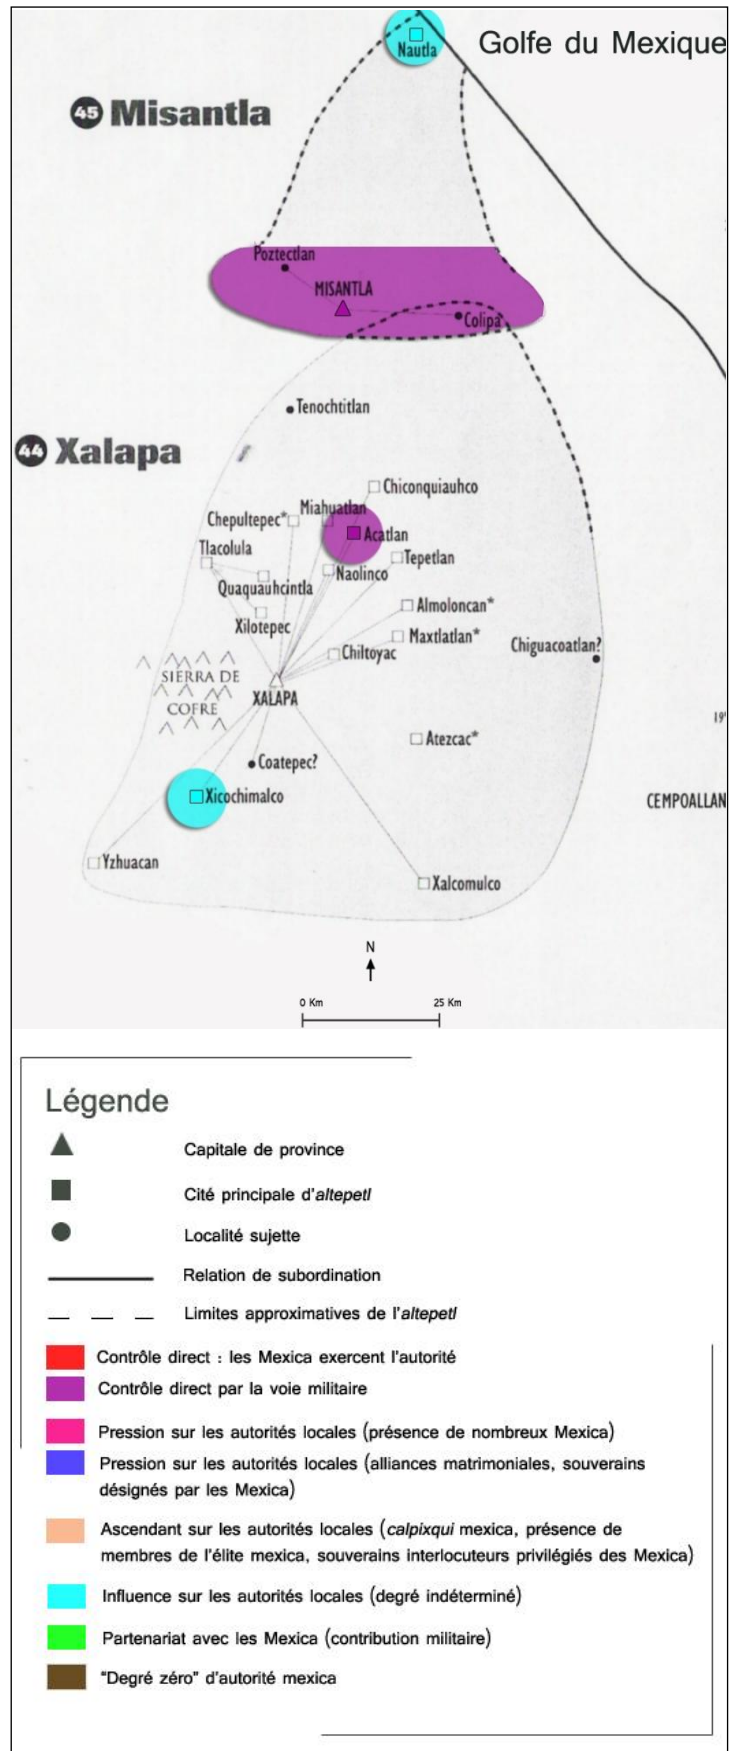 Nautla
Golfe du Mexique
45 Misantla
Poztectlan
MISANTLA
Colipa
Tenochtitlan
44 Xalapa
Chiconquiauhco
Miahuatlan
Chepultepec*
Acatlan
Tlacolula
Tepetlan
Naolinco
Quaquauhcintla
Almoloncan*
Xilotepec
Maxtlatlan*
Chiltoyac
Chiguacoatlan?
SIERRA DE
COFRE
XALAPA
19°
Atezcac*
Coatepec?
Xicochimalco
CEMPOALLAN
Yzhuacan
Xalcomulco
N
0 Km 25 Km
Légende
Capitale de province
Cité principale d'altepetl
Localité sujette
Relation de subordination
Limites approximatives de l'altepetl
Contrôle direct : les Mexica exercent l'autorité
Contrôle direct par la voie militaire
Pression sur les autorités locales (présence de nombreux Mexica)
Pression sur les autorités locales (alliances matrimoniales, souverains
désignés par les Mexica)
Ascendant sur les autorités locales (calpixqui mexica, présence de
membres de l'élite mexica, souverains interlocuteurs privilégiés des Mexica)
Influence sur les autorités locales (degré indéterminé)
Partenariat avec les Mexica (contribution militaire)
"Degré zéro" d'autorité mexica